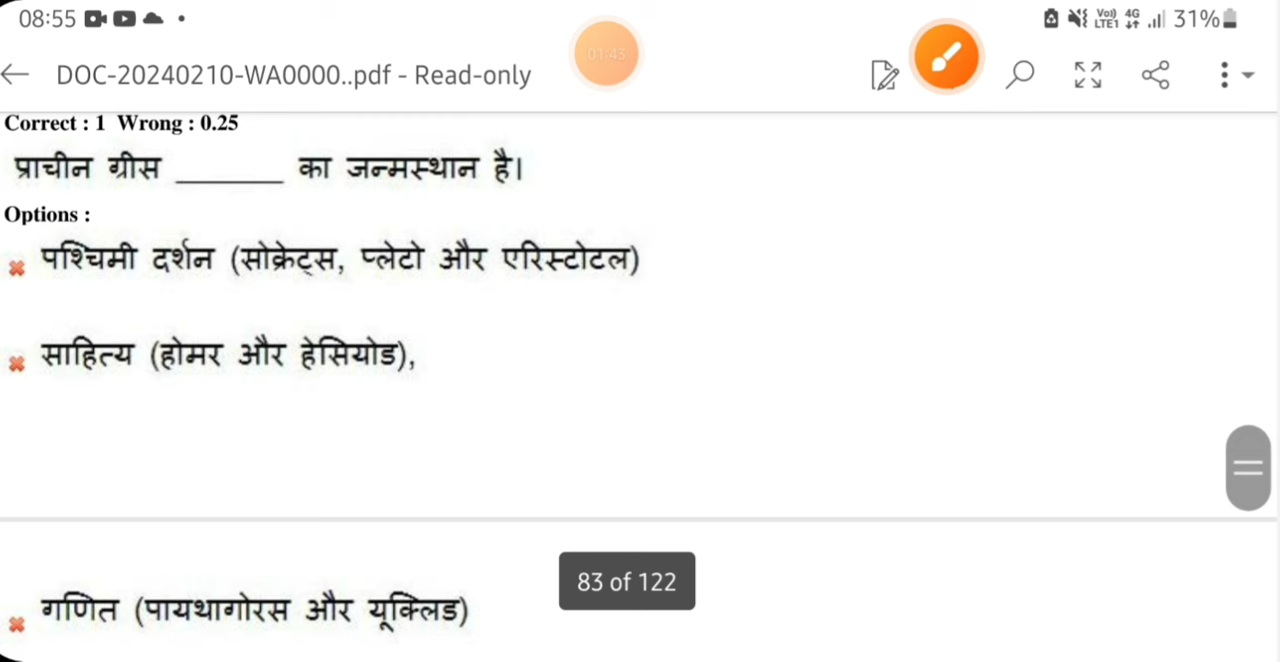 08:55
Vo)) 4G
LTE1 31%
01:43
DOC-20240210-WA0000..pdf - Read-only
Correct : 1 Wrong : 0.25
प्राचीन ग्रीस ______ का जन्मस्थान है।
Options :
पश्चिमी दर्शन (सोक्रेट्स, प्लेटो और एरिस्टोटल)
साहित्य (होमर और हेसियोड),
83 of 122
गणित (पायथागोरस और यूक्लिड)